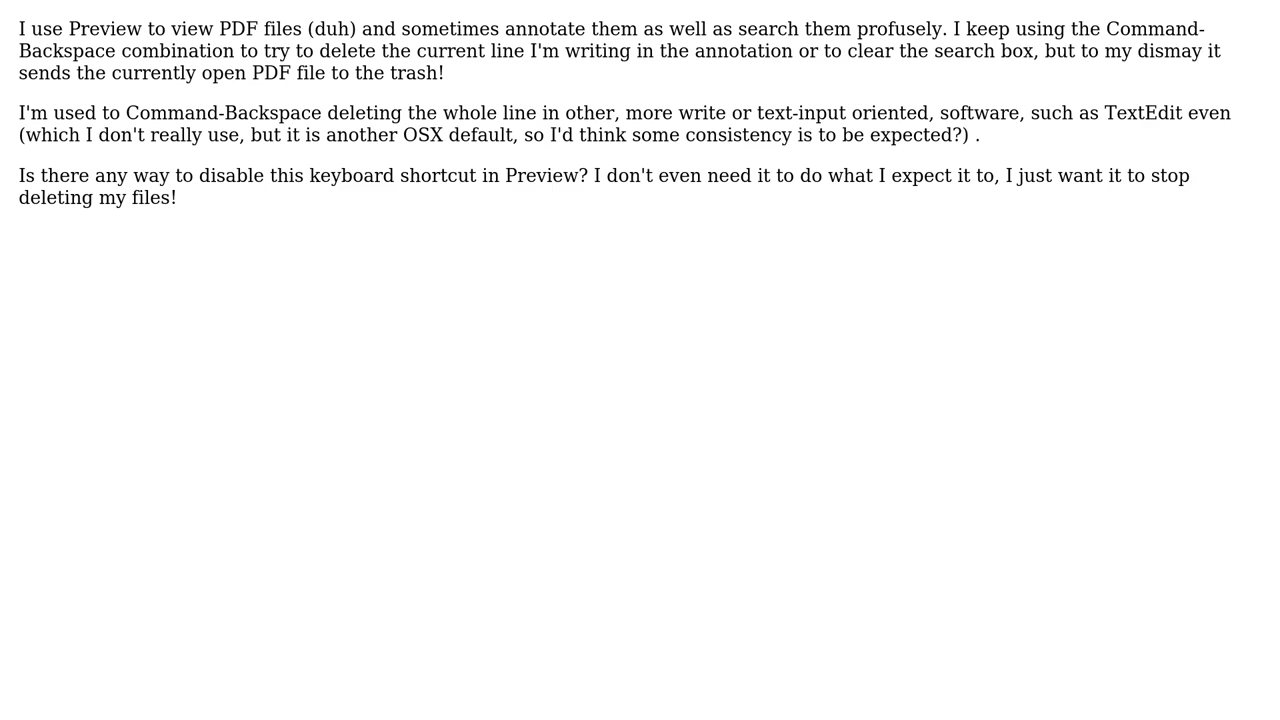 I use Preview to view PDF files (duh) and sometimes annotate them as well as search them profusely. I keep using the Command-
Backspace combination to try to delete the current line I'm writing in the annotation or to clear the search box, but to my dismay it
sends the currently open PDF file to the trash!
I'm used to Command-Backspace deleting the whole line in other, more write or text-input oriented, software, such as TextEdit even
(which I don't really use, but it is another OSX default, so I'd think some consistency is to be expected?) .
Is there any way to disable this keyboard shortcut in Preview? I don't even need it to do what I expect it to, I just want it to stop
deleting my files!